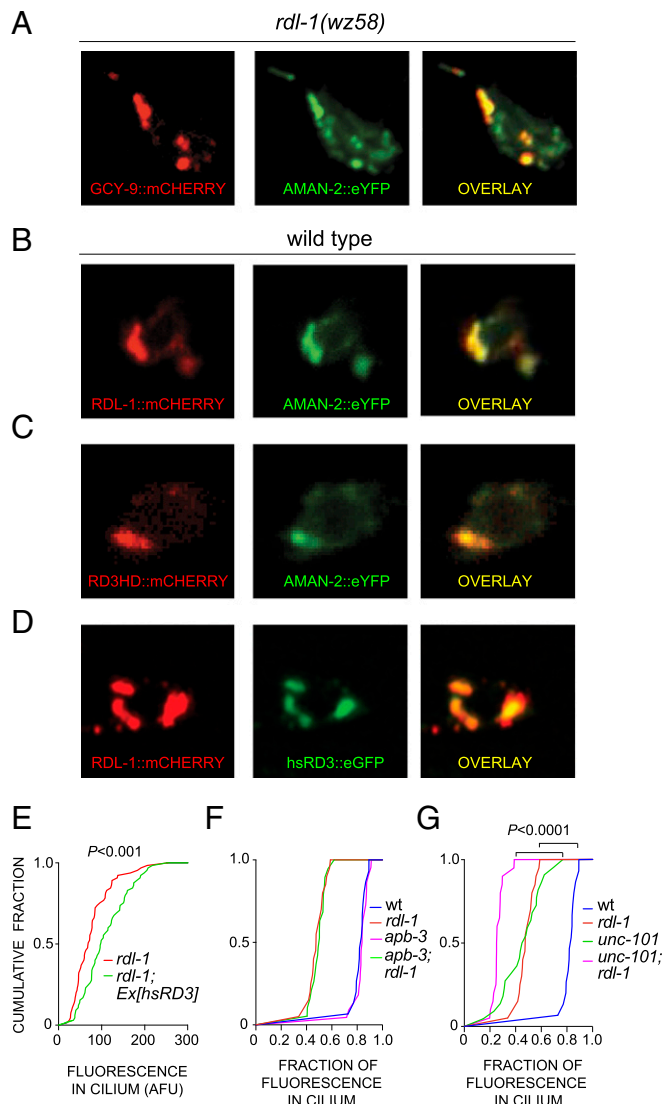 A
rdl-1(wz58)
GCY-9::mCHERRY
AMAN-2::eYFP
OVERLAY
B
wild type
RDL-1::mCHERRY
AMAN-2::eYFP
OVERLAY
C
RD3HD::mCHERRY
AMAN-2::eYFP
OVERLAY
D
RDL-1::mCHERRY
hsRD3::eGFP
OVERLAY
E
P<0.001
CUMULATIVE FRACTION
1.0
0.5
0
0
100
200
300
rdl-1
rdl-1;
Ex[hsRD3]
FLUORESCENCE
IN CILIUM (AFU)
F
1.0
0.5
0
0
0.2
0.4
0.6
0.8
1.0
wt
rdl-1
apb-3
apb-3;
rdl-1
FRACTION OF
FLUORESCENCE
IN CILIUM
G
P<0.0001
1.0
0.5
0
0
0.2
0.4
0.6
0.8
1.0
wt
rdl-1
unc-101
unc-101;
rdl-1
FRACTION OF
FLUORESCENCE
IN CILIUM